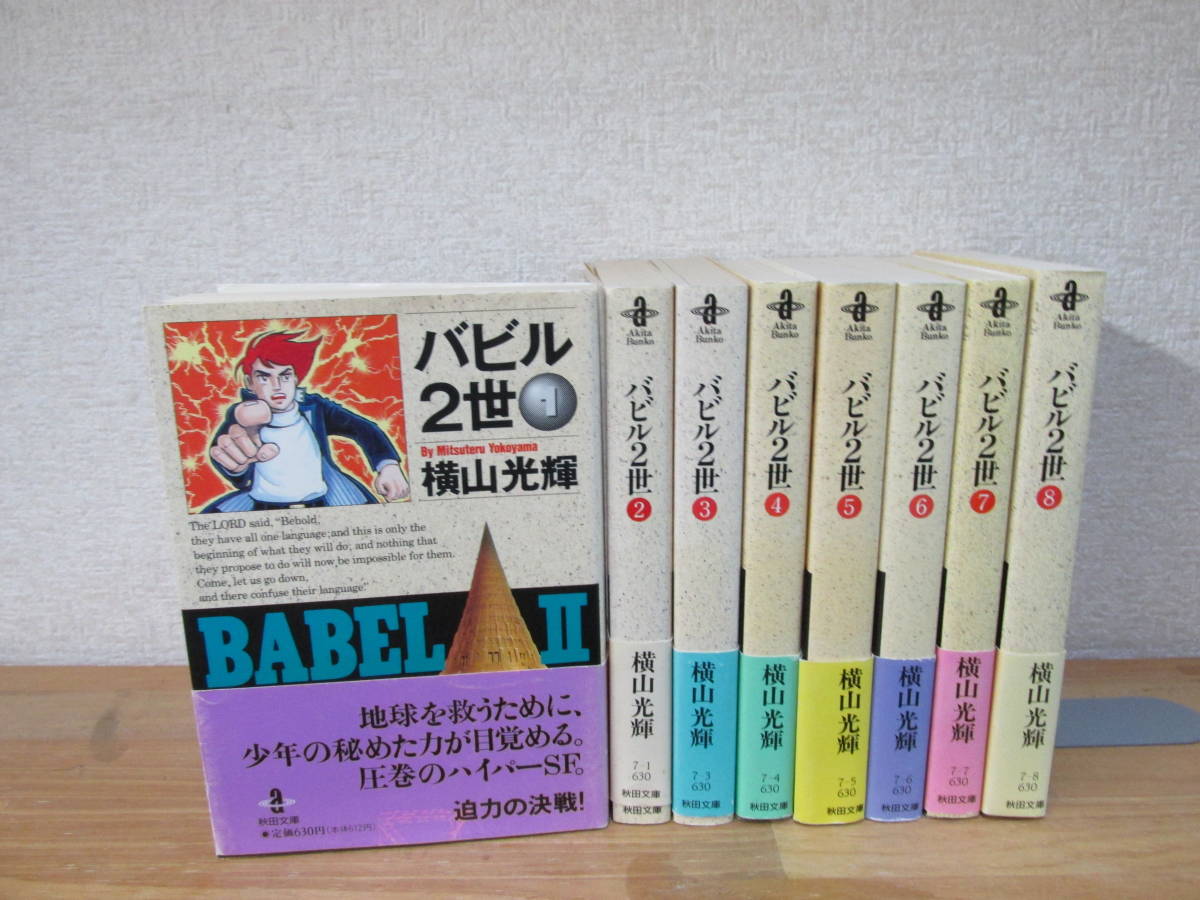 バビル
2世 1
By Mitsuteru Yokoyama
横山光輝
The LORD said, "Behold,
they have all one language; and this is only the
beginning of what they will do; and nothing that
they propose to do will now be impossible for them.
Come, let us go down,
and there confuse their language."
BABEL II
地球を救うために、
少年の秘めた力が目覚める。
圧巻のハイパーSF。
迫力の決戦!
a
秋田文庫
●定価630円(本体612円)
a
Akita
Bunko
バビル2世
2
横山光輝
7-1
630
秋田文庫
秋田文庫
a
Akita
Bunko
バビル2世
3
横山光輝
7-3
630
秋田文庫
a
Akita
Bunko
バビル2世
4
横山光輝
7-4
630
秋田文庫
a
Akita
Bunko
バビル2世
5
横山光輝
7-5
630
秋田文庫
a
Akita
Bunko
バビル2世
6
横山光輝
7-6
630
秋田文庫
a
Akita
Bunko
バビル2世
7
横山光輝
7-7
630
秋田文庫
a
Akita
Bunko
バビル2世
8
横山光輝
7-8
630
秋田文庫